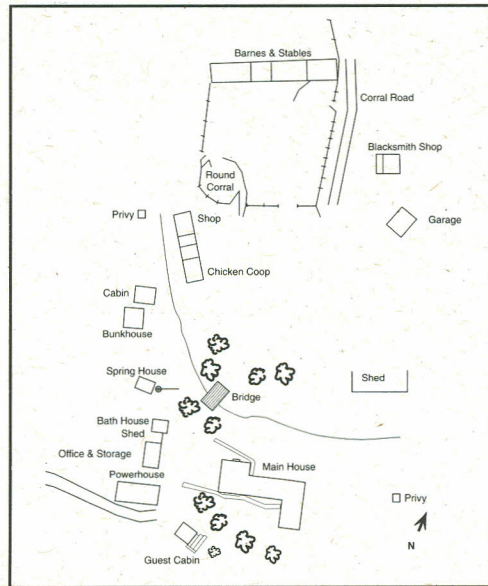 Barnes & Stables
Corral Road
Blacksmith Shop
Round
Corral
Privy
Shop
Garage
Chicken Coop
Cabin
Bunkhouse
Spring House
Shed
Bridge
Bath House
Shed
Office & Storage
Main House
Powerhouse
Privy
N
Guest Cabin